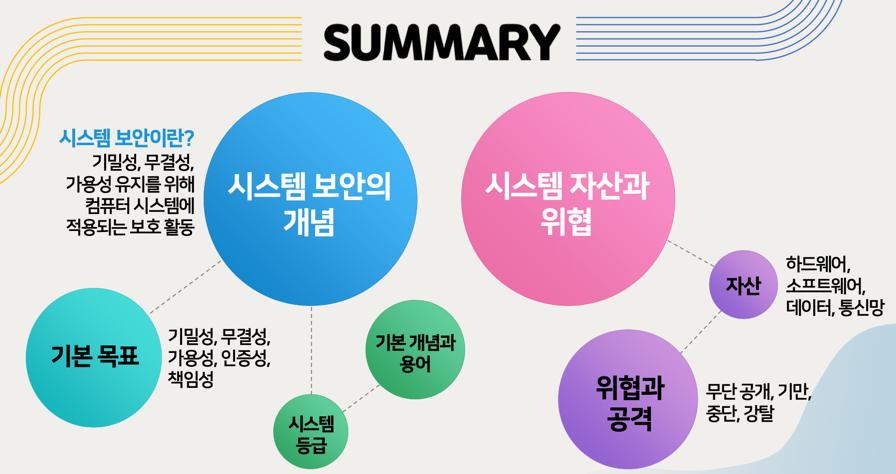 SUMMARY
시스템 보안이란?
기밀성, 무결성,
가용성 유지를 위해
컴퓨터 시스템에
적용되는 보호 활동
시스템 보안의
개념
기본 목표
기밀성, 무결성,
가용성, 인증성,
책임성
시스템
등급
기본 개념과
용어
시스템 자산과
위협
자산
하드웨어,
소프트웨어,
데이터, 통신망
위협과
공격
무단 공개, 기만,
중단, 강탈